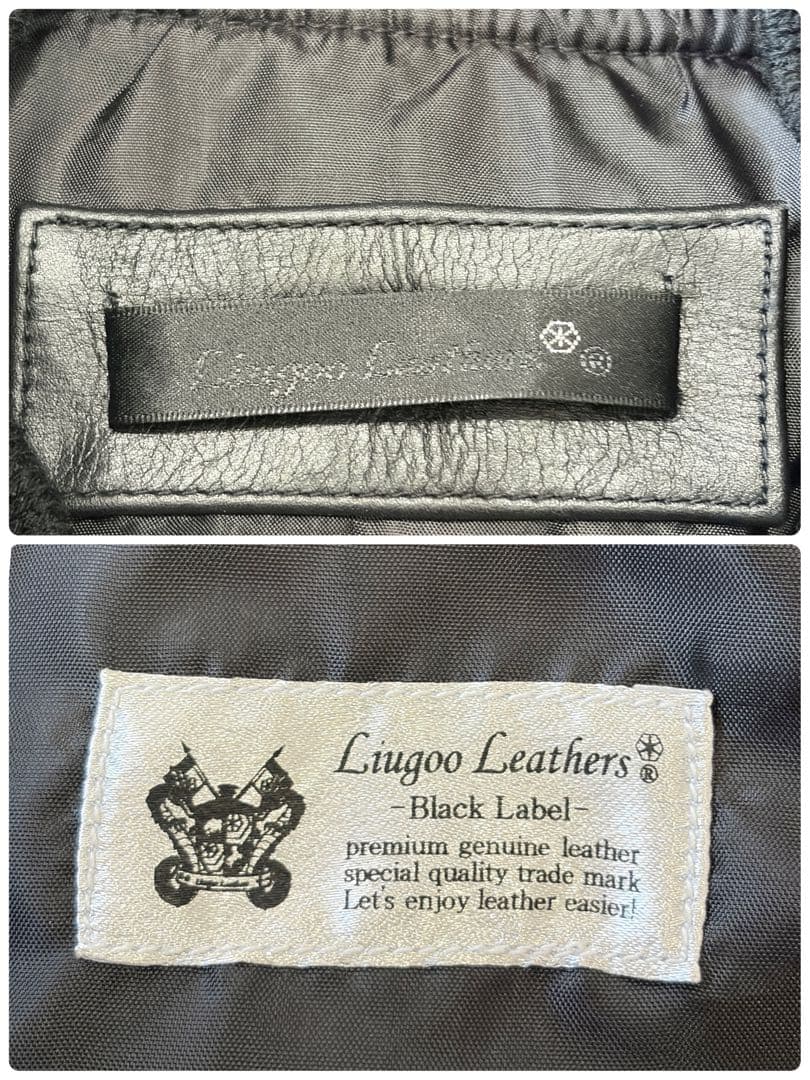 Liugoo Leathers ®
Liugoo Leathers®
-Black Label-
premium genuine leather
special quality trade mark
Let's enjoy leather easier!